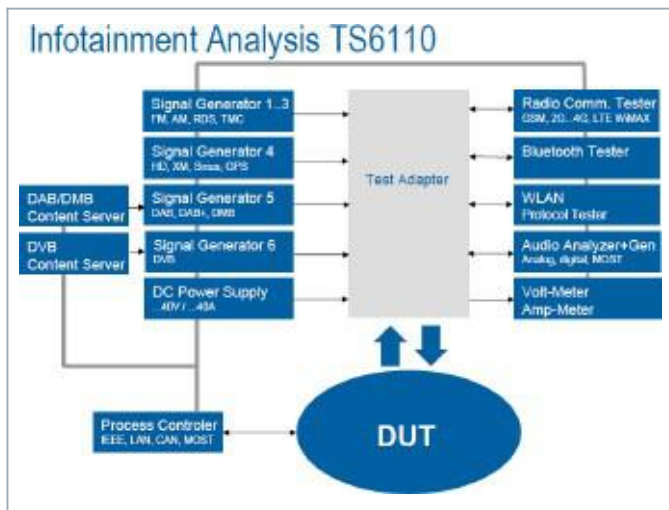 Infotainment Analysis TS6110
Signal Generator 1..3
FM, AM, RDS, TMC
Signal Generator 4
HD, XM, Sirius, GPS
DAB/DMB
Content Server
Signal Generator 5
DAB, DAB+, DMB
DVB
Content Server
Signal Generator 6
DVB
DC Power Supply
...40V / ...40A
Test Adapter
Radio Comm. Tester
GSM, 2G...4G, LTE WiMAX
Bluetooth Tester
WLAN
Protocol Tester
Audio Analyzer+Gen
Analog, digital, MOST
Volt-Meter
Amp-Meter
Process Controler
IEEE, LAN, CAN, MOST
DUT